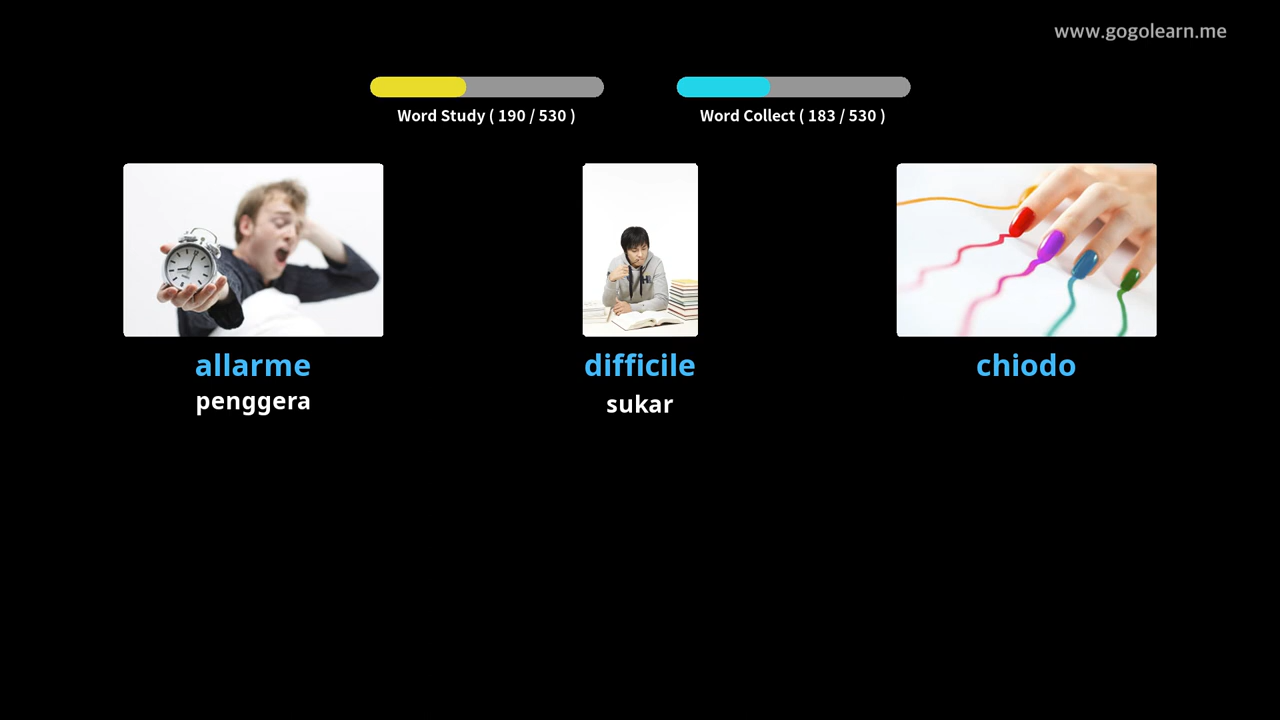 www.gogolearn.me
Word Study ( 190 / 530 )
Word Collect ( 183 / 530 )
allarme
difficile
chiodo
penggera
sukar